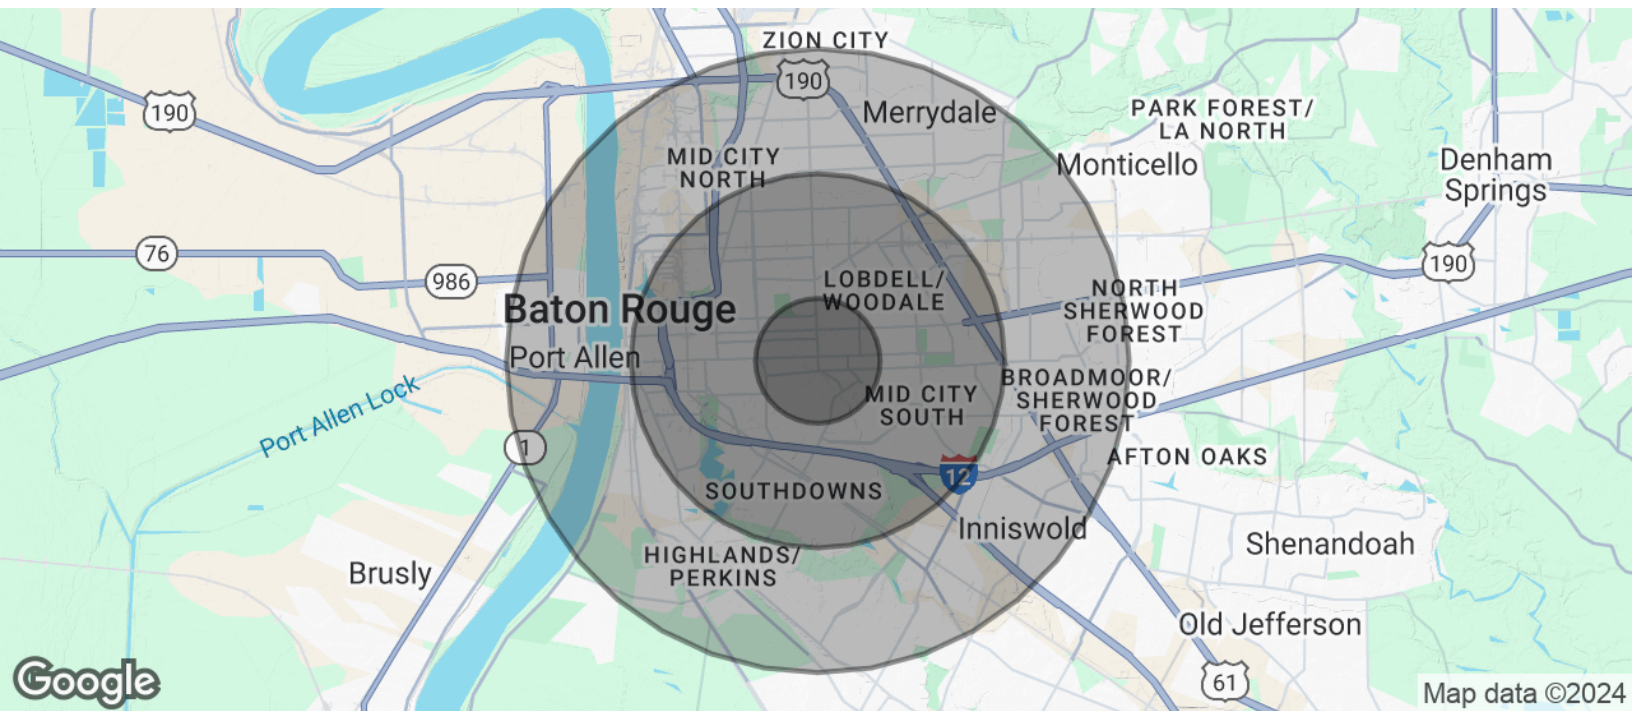 ZION CITY
190
190
Merrydale
PARK FOREST/
LA NORTH
MID CITY
NORTH
Monticello
Denham
Springs
76
986
190
LOBDELL/
WOODALE
NORTH
SHERWOOD
FOREST
Baton Rouge
Port Allen
Port Allen Lock
MID CITY
SOUTH
BROADMOOR/
SHERWOOD
FOREST
1
AFTON OAKS
12
SOUTHDOWNS
Inniswold
Shenandoah
HIGHLANDS/
PERKINS
Brusly
Old Jefferson
61
Google
Map data ©2024